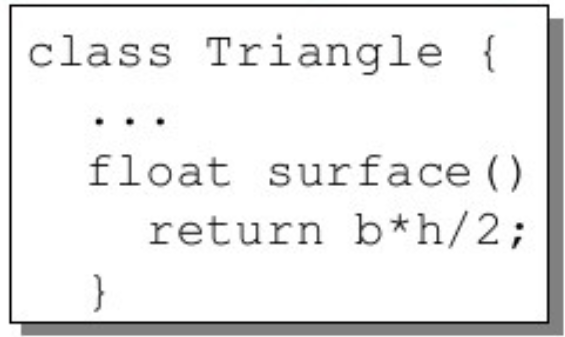 class Triangle {
...
float surface()
return b*h/2;
}